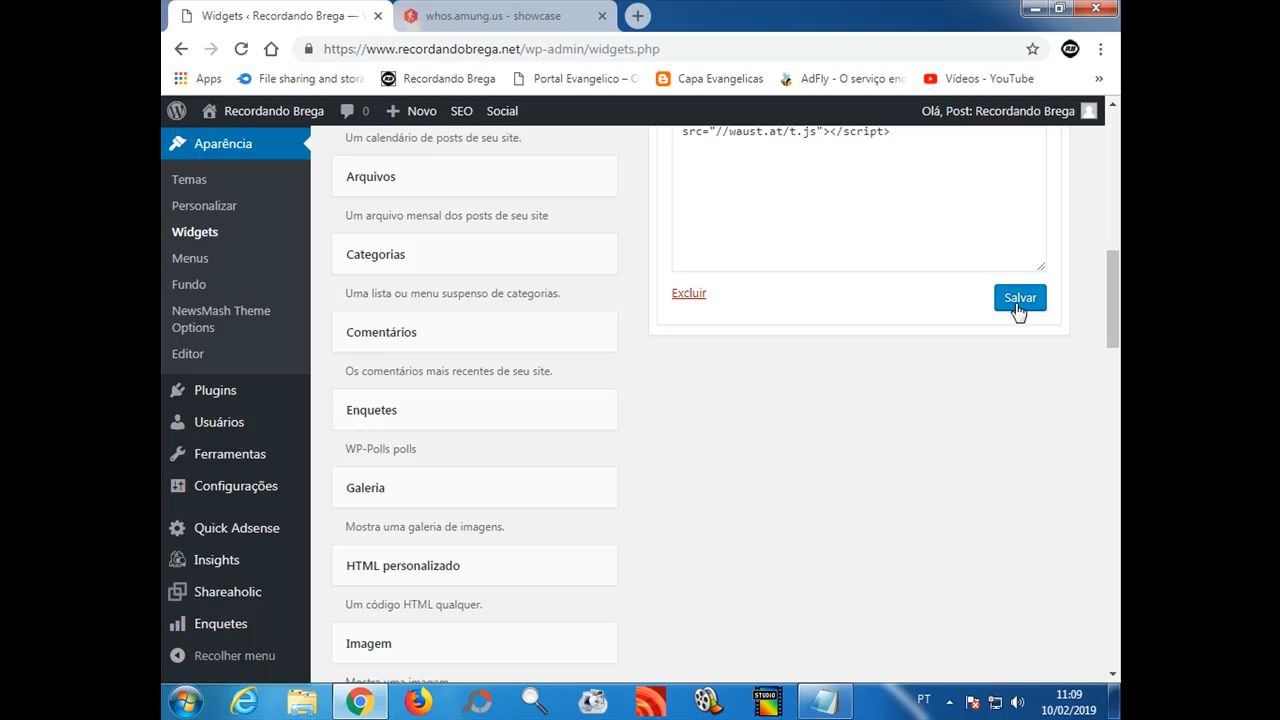 Widgets ‹ Recordando Brega —
whos.amung.us - showcase
https://www.recordandobrega.net/wp-admin/widgets.php
Apps
File sharing and stora
Recordando Brega
Portal Evangelico –
Capa Evangelicas
AdFly - O serviço enc
Vídeos - YouTube
»
Recordando Brega
0
Novo
SEO
Social
Olá, Post: Recordando Brega
Aparência
Temas
Personalizar
Widgets
Menus
Fundo
NewsMash Theme
Options
Editor
Plugins
Usuários
Ferramentas
Configurações
Quick Adsense
Insights
Shareaholic
Enquetes
Recolher menu
Um calendário de posts de seu site.
Arquivos
Um arquivo mensal dos posts de seu site
Categorias
Uma lista ou menu suspenso de categorias.
Comentários
Os comentários mais recentes de seu site.
Enquetes
WP-Polls polls
Galeria
Mostra uma galeria de imagens.
HTML personalizado
Um código HTML qualquer.
Imagem
Mostra uma imagem
src="//waust.at/t.js"></script>
Excluir
Salvar
STUDIO
PT
11:09
10/02/2019